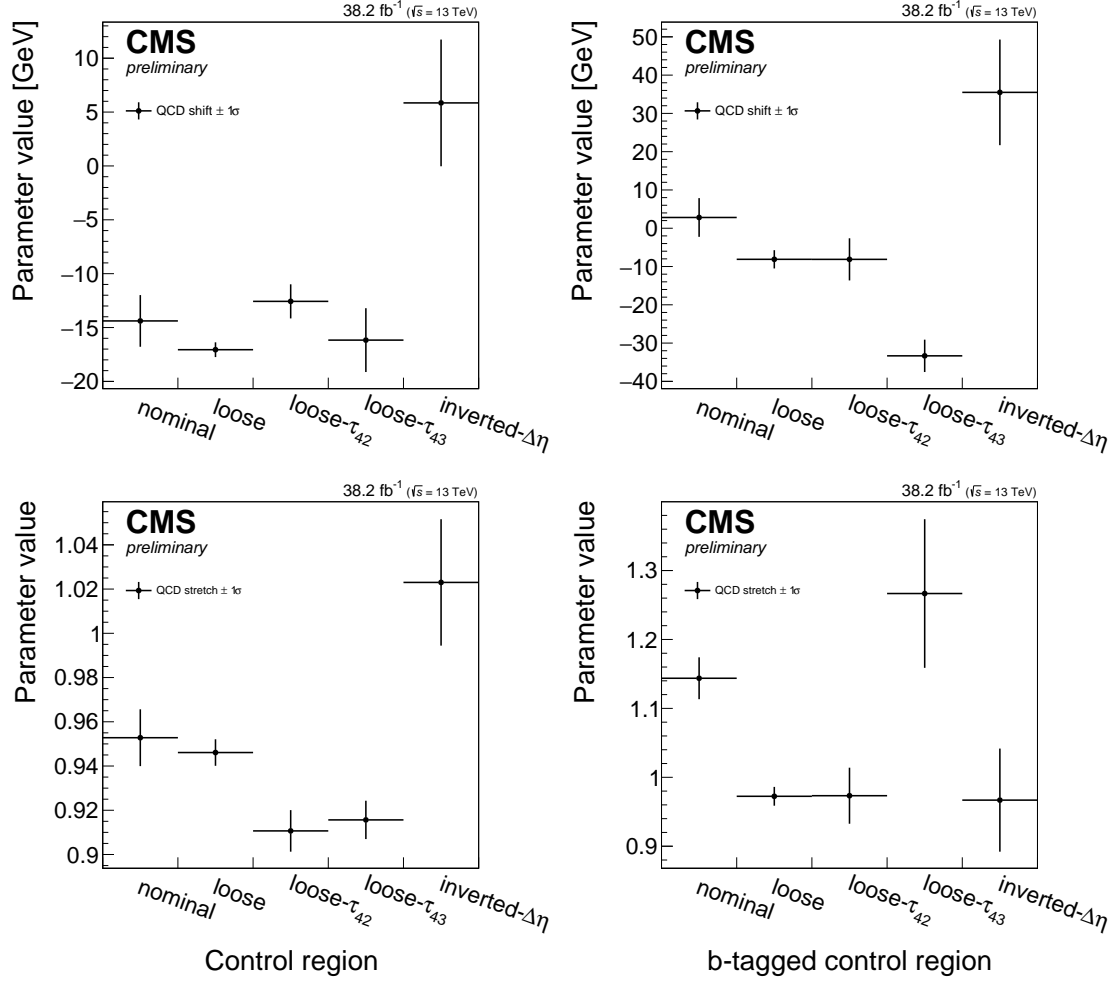 38.2 fb⁻¹ (√s = 13 TeV)
CMS
preliminary
QCD shift ± 1σ
Parameter value [GeV]
10
5
0
−5
−10
−15
−20
nominal
loose
loose-τ₄₂
loose-τ₄₃
inverted-Δη
38.2 fb⁻¹ (√s = 13 TeV)
CMS
preliminary
QCD shift ± 1σ
Parameter value [GeV]
50
40
30
20
10
0
−10
−20
−30
−40
nominal
loose
loose-τ₄₂
loose-τ₄₃
inverted-Δη
38.2 fb⁻¹ (√s = 13 TeV)
CMS
preliminary
QCD stretch ± 1σ
Parameter value
1.04
1.02
1
0.98
0.96
0.94
0.92
0.9
nominal
loose
loose-τ₄₂
loose-τ₄₃
inverted-Δη
Control region
38.2 fb⁻¹ (√s = 13 TeV)
CMS
preliminary
QCD stretch ± 1σ
Parameter value
1.3
1.2
1.1
1
0.9
nominal
loose
loose-τ₄₂
loose-τ₄₃
inverted-Δη
b-tagged control region